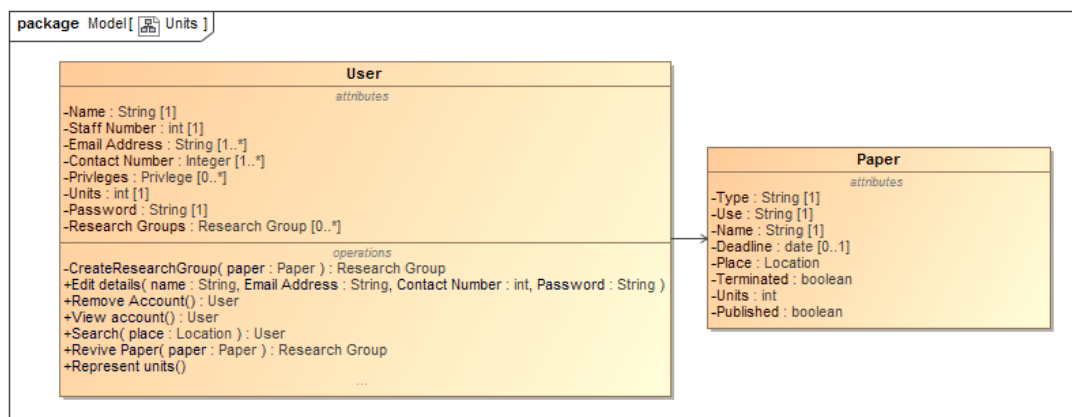 package Model[ Units ]
User
attributes
-Name : String [1]
-Staff Number : int [1]
-Email Address : String [1..*]
-Contact Number : Integer [1..*]
-Privleges : Privlege [0..*]
-Units : int [1]
-Password : String [1]
-Research Groups : Research Group [0..*]
operations
-CreateResearchGroup( paper : Paper ) : Research Group
+Edit details( name : String, Email Address : String, Contact Number : int, Password : String )
+Remove Account() : User
+View account() : User
+Search( place : Location ) : User
+Revive Paper( paper : Paper ) : Research Group
+Represent units()
...
Paper
attributes
-Type : String [1]
-Use : String [1]
-Name : String [1]
-Deadline : date [0..1]
-Place : Location
-Terminated : boolean
-Units : int
-Published : boolean